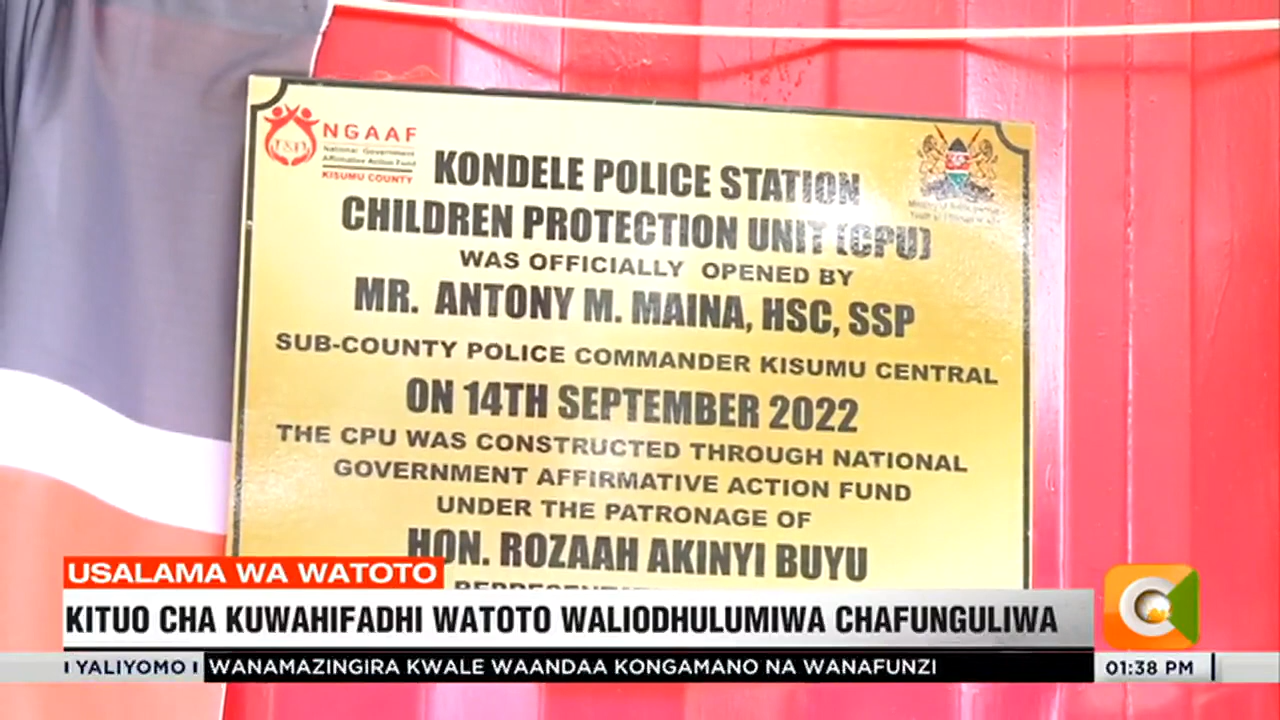 NGAAF
National Government
Affirmative Action Fund
KISUMU COUNTY
KONDELE POLICE STATION
CHILDREN PROTECTION UNIT (CPU)
WAS OFFICIALLY OPENED BY
MR. ANTONY M. MAINA, HSC, SSP
SUB-COUNTY POLICE COMMANDER KISUMU CENTRAL
ON 14TH SEPTEMBER 2022
THE CPU WAS CONSTRUCTED THROUGH NATIONAL
GOVERNMENT AFFIRMATIVE ACTION FUND
UNDER THE PATRONAGE OF
HON. ROZAAH AKINYI BUYU
USALAMA WA WATOTO
KITUO CHA KUWAHIFADHI WATOTO WALIODHULUMIWA CHAFUNGULIWA
YALIYOMO
WANAMAZINGIRA KWALE WAANDAA KONGAMANO NA WANAFUNZI
01:38 PM